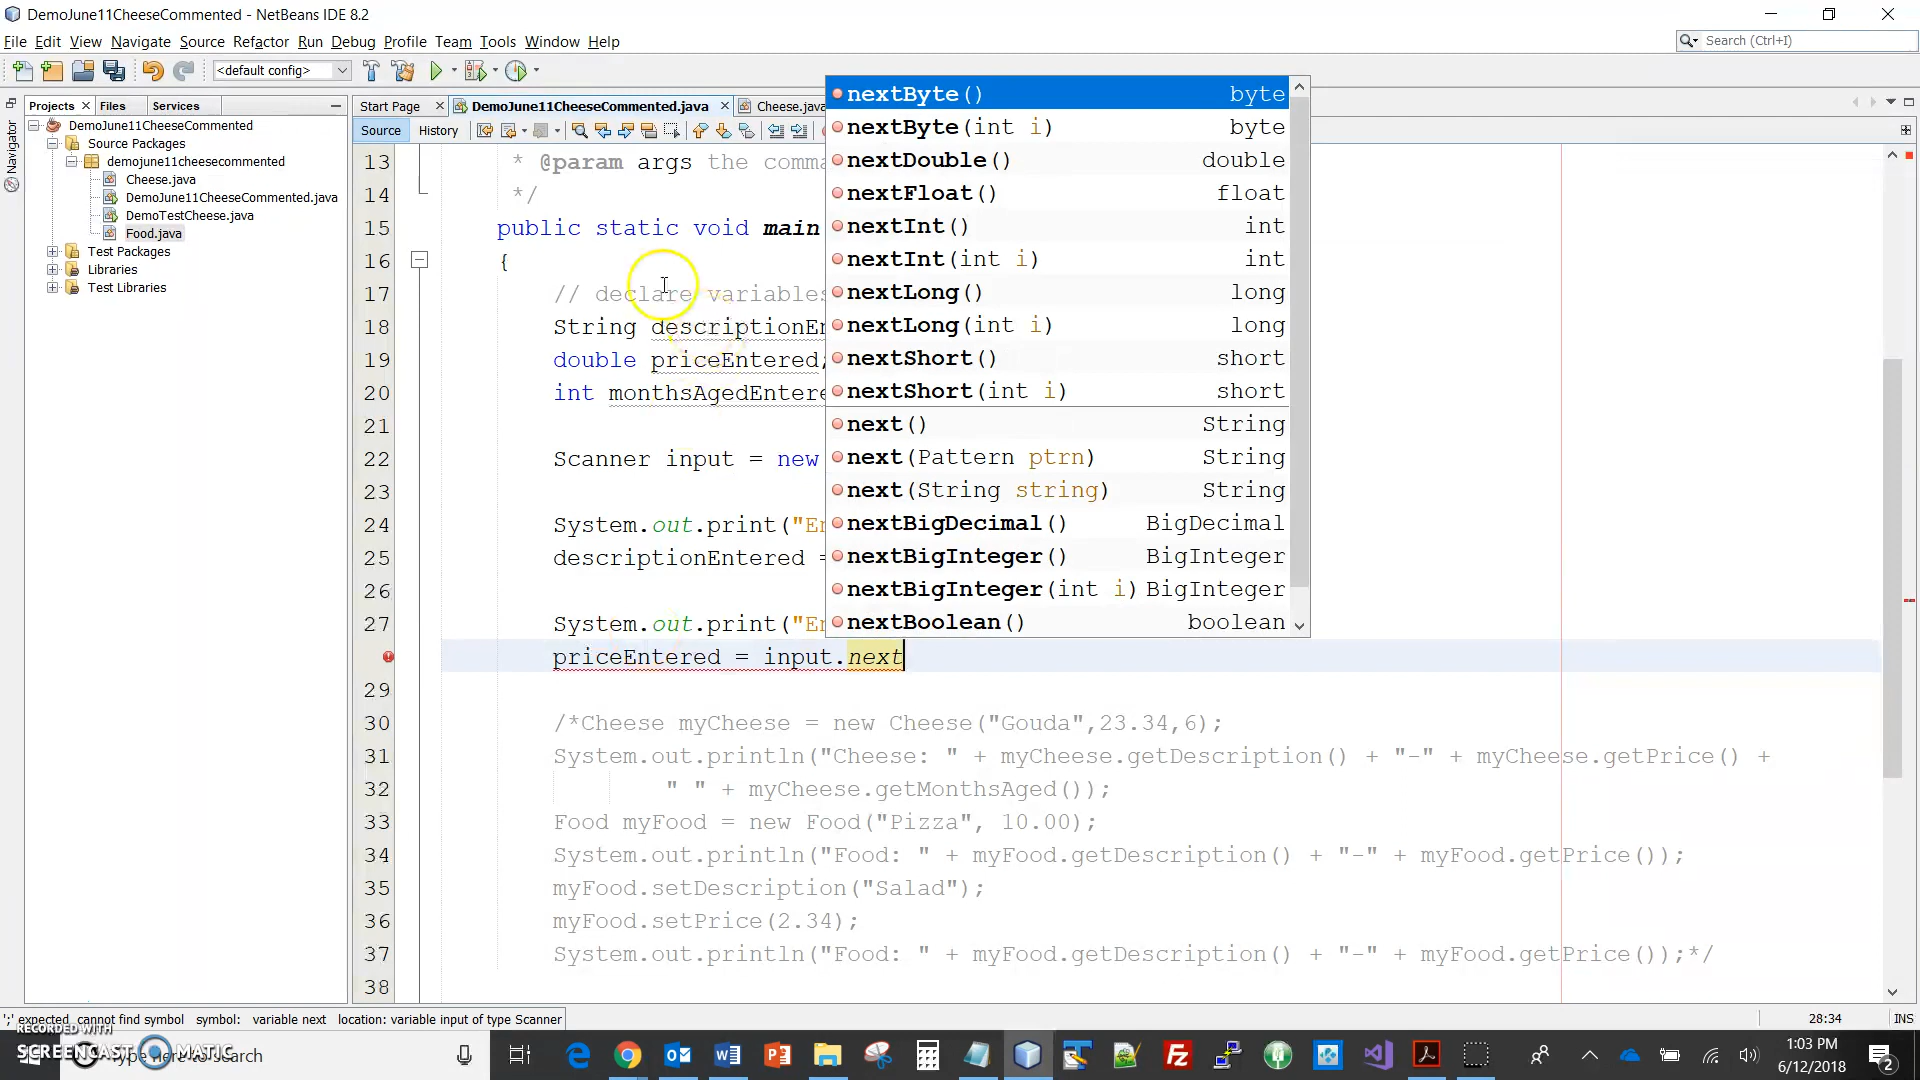 DemoJune11CheeseCommented - NetBeans IDE 8.2
File Edit View Navigate Source Refactor Run Debug Profile Team Tools Window Help
Search (Ctrl+I)
<default config>
Projects Files Services
Start Page DemoJune11CheeseCommented.java Cheese.java
Source History
Navigator
DemoJune11CheeseCommented
Source Packages
demojune11cheesecommented
Cheese.java
DemoJune11CheeseCommented.java
DemoTestCheese.java
Food.java
Test Packages
Libraries
Test Libraries
13 * @param args the comma
14 */
15 public static void main
16 {
17 // declare variables
18 String descriptionEn
19 double priceEntered;
20 int monthsAgedEntere
21
22 Scanner input = new
23
24 System.out.print("En
25 descriptionEntered =
26
27 System.out.print("En
priceEntered = input.next
29
30 /*Cheese myCheese = new Cheese("Gouda",23.34,6);
31 System.out.println("Cheese: " + myCheese.getDescription() + "-" + myCheese.getPrice() +
32 " " + myCheese.getMonthsAged());
33 Food myFood = new Food("Pizza", 10.00);
34 System.out.println("Food: " + myFood.getDescription() + "-" + myFood.getPrice());
35 myFood.setDescription("Salad");
36 myFood.setPrice(2.34);
37 System.out.println("Food: " + myFood.getDescription() + "-" + myFood.getPrice());*/
38
nextByte() byte
nextByte(int i) byte
nextDouble() double
nextFloat() float
nextInt() int
nextInt(int i) int
nextLong() long
nextLong(int i) long
nextShort() short
nextShort(int i) short
next() String
next(Pattern ptrn) String
next(String string) String
nextBigDecimal() BigDecimal
nextBigInteger() BigInteger
nextBigInteger(int i) BigInteger
nextBoolean() boolean
';' expected cannot find symbol symbol: variable next location: variable input of type Scanner
28:34 INS
RECORDED WITH
SCREENCAST MATIC
Type here to search
1:03 PM
6/12/2018
2